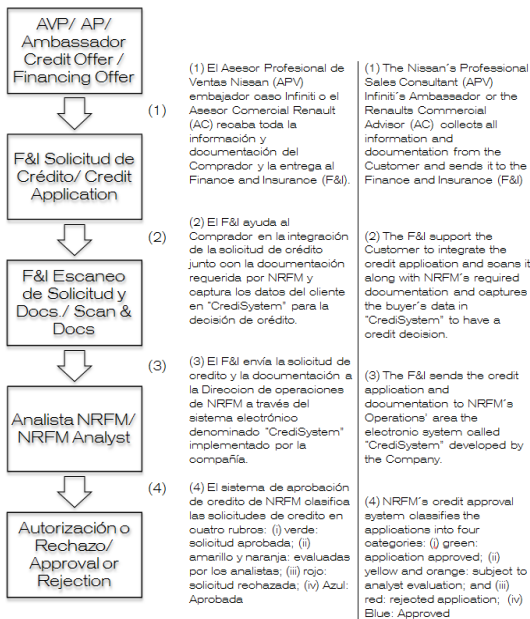 AVP/ AP/
Ambassador
Credit Offer /
Financing Offer
(1)
F&I Solicitud de
Crédito/ Credit
Application
(2)
F&I Escaneo
de Solicitud y
Docs./ Scan &
Docs
(3)
Analista NRFM/
NRFM Analyst
(4)
Autorización o
Rechazo/
Approval or
Rejection
(1) El Asesor Profesional de
Ventas Nissan (APV)
embajador caso Infiniti o el
Asesor Comercial Renault
(AC) recaba toda la
información y
documentación del
Comprador y la entrega al
Finance and Insurance (F&I).
(2) El F&I ayuda al
Comprador en la integración
de la solicitud de crédito
junto con la documentación
requerida por NRFM y
captura los datos del cliente
en "CrediSystem" para la
decisión de crédito.
(3) El F&I envía la solicitud de
credito y la documentación a
la Direccion de operaciones
de NRFM a través del
sistema electrónico
denominado "CrediSystem"
implementado por la
compañía.
(4) El sistema de aprobación
de credito de NRFM clasifica
las solicitudes de credito en
cuatro rubros: (i) verde:
solicitud aprobada; (ii)
amarillo y naranja: evaluadas
por los analistas; (iii) rojo:
solicitud rechazada; (iv) Azul:
Aprobada
(1) The Nissan´s Professional
Sales Consultant (APV)
Infiniti´s Ambassador or the
Renaults Commercial
Advisor (AC) collects all
information and
documentation from the
Customer and sends it to the
Finance and Insurance (F&I)
(2) The F&I support the
Customer to integrate the
credit application and scans it
along with NRFM´s required
documentation and captures
the buyer´s data in
"CrediSystem" to have a
credit decision.
(3) The F&I sends the credit
application and
documentation to NRFM´s
Operations' area the
electronic system called
"CrediSystem" developed by
the Company.
(4) NRFM´s credit approval
system classifies the
applications into four
categories: (i) green:
application approved; (ii)
yellow and orange: subject to
analyst evaluation; and (iii)
red: rejected application; (iv)
Blue: Approved